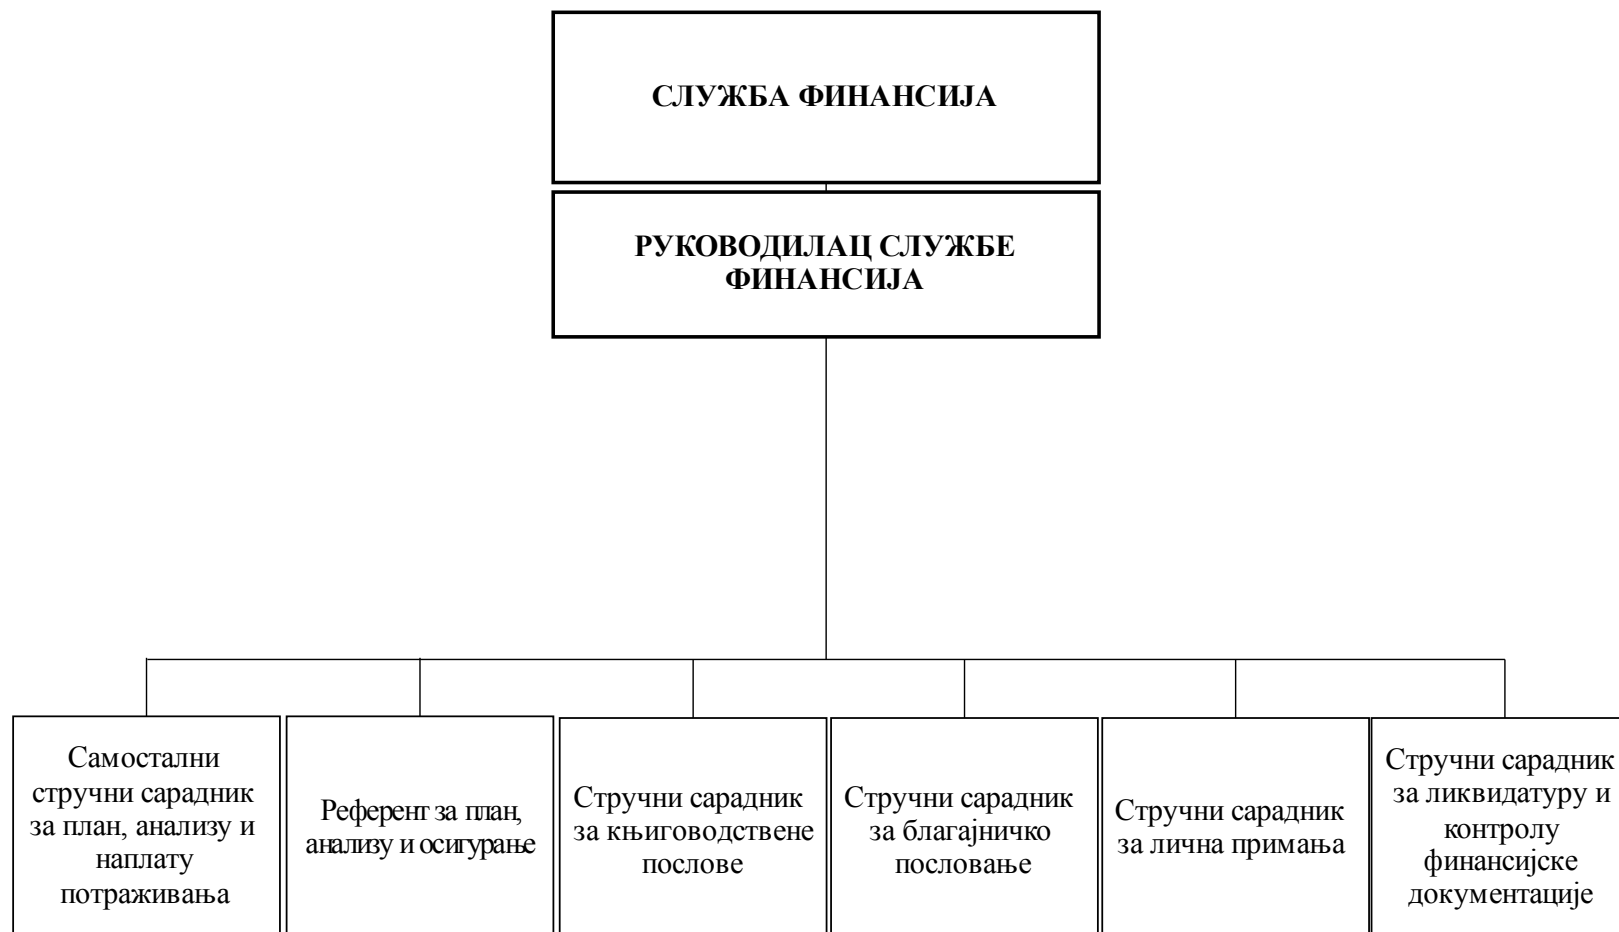 СЛУЖБА ФИНАНСИЈА
РУКОВОДИЛАЦ СЛУЖБЕ
ФИНАНСИЈА
Самостални
стручни сарадник
за план, анализу и
наплату
потраживања
Референт за план,
анализу и осигурање
Стручни сарадник
за књиговодствене
послове
Стручни сарадник
за благајничко
пословање
Стручни сарадник
за лична примања
Стручни сарадник
за ликвидатуру и
контролу
финансијске
документације